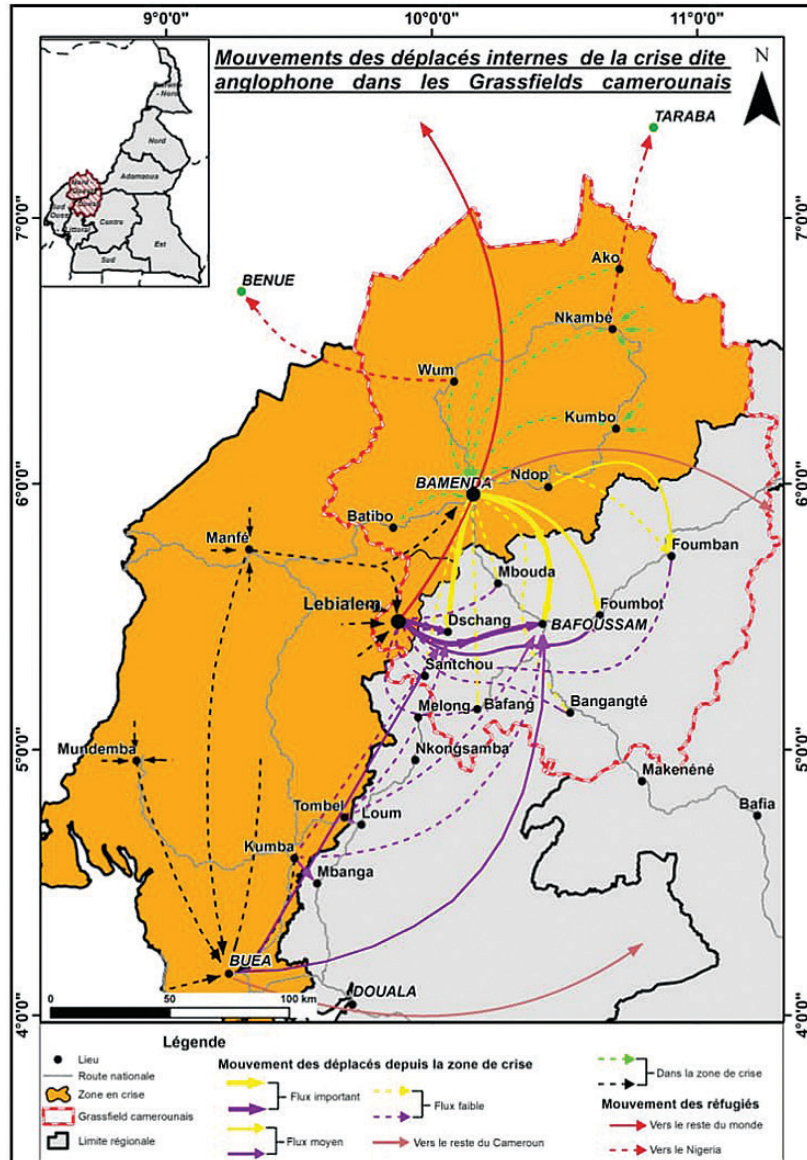 9°0'0" 10°0'0" 11°0'0"
Mouvements des déplacés internes de la crise dite
anglophone dans les Grassfields camerounais
N
Extrême
- Nord
Nord
Adamaoua
Nord -
Ouest
Ouest
Sud -
Ouest
Littoral
Centre
Est
Sud
TARABA
7°0'0" 7°0'0"
BENUE
Ako
Nkambé
Wum
Kumbo
6°0'0" 6°0'0"
BAMENDA
Ndop
Batibo
Manfé
Foumban
Mbouda
Lebialem
Foumbot
Dschang
BAFOUSSAM
Santchou
Melong
Bafang
Bangangté
5°0'0" 5°0'0"
Mundemba
Nkongsamba
Makenéné
Bafia
Tombel
Loum
Kumba
Mbanga
BUEA
DOUALA
0 50 100 km
4°0'0" 4°0'0"
Légende
Lieu
Route nationale
Zone en crise
Grassfield camerounais
Limite régionale
Mouvement des déplacés depuis la zone de crise
Flux important
Flux moyen
Flux faible
Vers le reste du Cameroun
Dans la zone de crise
Mouvement des réfugiés
Vers le reste du monde
Vers le Nigeria